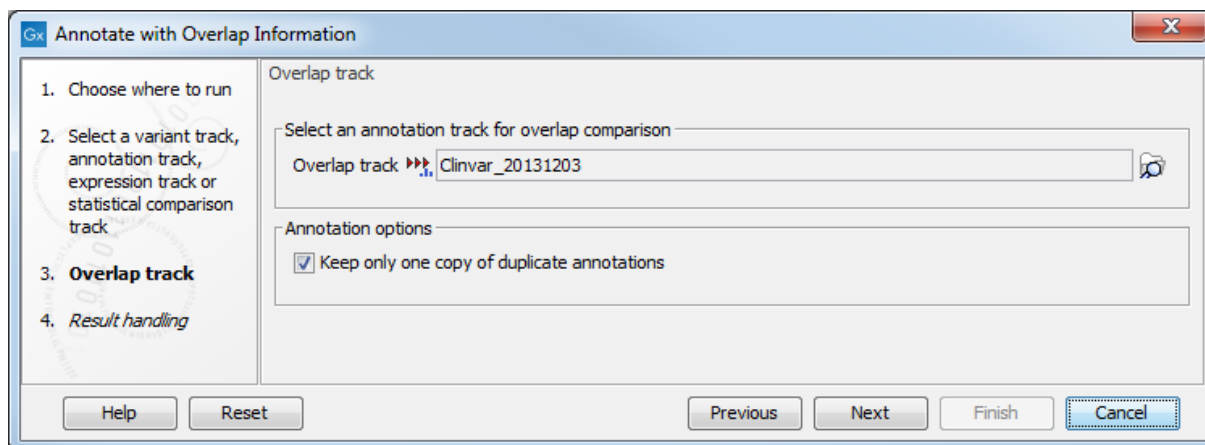 Gx Annotate with Overlap Information
1. Choose where to run
2. Select a variant track,
annotation track,
expression track or
statistical comparison
track
3. Overlap track
4. Result handling
Overlap track
Select an annotation track for overlap comparison
Overlap track Clinvar_20131203
Annotation options
Keep only one copy of duplicate annotations
Help Reset Previous Next Finish Cancel